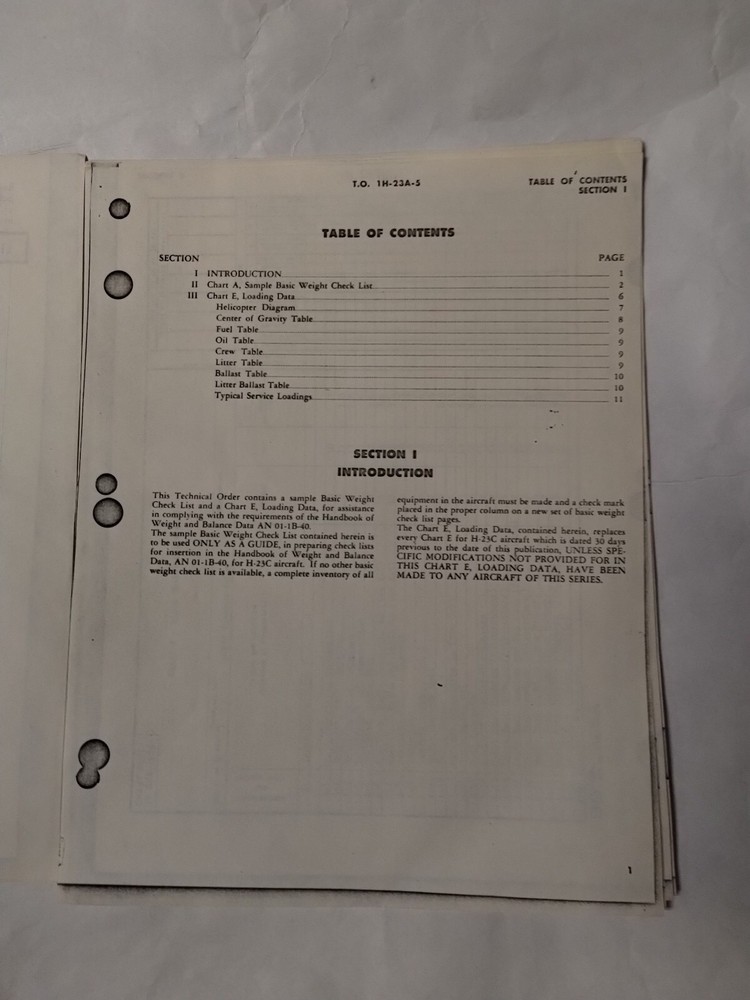 T.O. 1H-23A-5
TABLE OF CONTENTS
SECTION I
TABLE OF CONTENTS
SECTION PAGE
I INTRODUCTION 1
II Chart A, Sample Basic Weight Check List 2
III Chart E, Loading Data 6
Helicopter Diagram 7
Center of Gravity Table 8
Fuel Table 9
Oil Table 9
Crew Table 9
Litter Table 9
Ballast Table 10
Litter Ballast Table 10
Typical Service Loadings 11
SECTION I
INTRODUCTION
This Technical Order contains a sample Basic Weight
Check List and a Chart E, Loading Data, for assistance
in complying with the requirements of the Handbook of
Weight and Balance Data AN 01-1B-40.
The sample Basic Weight Check List contained herein is
to be used ONLY AS A GUIDE, in preparing check lists
for insertion in the Handbook of Weight and Balance
Data, AN 01-1B-40, for H-23C aircraft. If no other basic
weight check list is available, a complete inventory of all
equipment in the aircraft must be made and a check mark
placed in the proper column on a new set of basic weight
check list pages.
The Chart E, Loading Data, contained herein, replaces
every Chart E for H-23C aircraft which is dated 30 days
previous to the date of this publication, UNLESS SPE-
CIFIC MODIFICATIONS NOT PROVIDED FOR IN
THIS CHART E, LOADING DATA, HAVE BEEN
MADE TO ANY AIRCRAFT OF THIS SERIES.
1